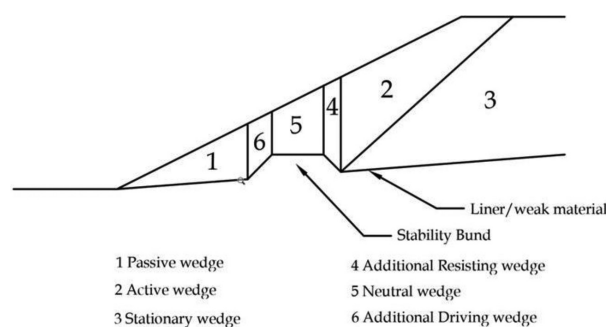 2
3
4
5
6
1
Liner/weak material
Stability Bund
1 Passive wedge
2 Active wedge
3 Stationary wedge
4 Additional Resisting wedge
5 Neutral wedge
6 Additional Driving wedge